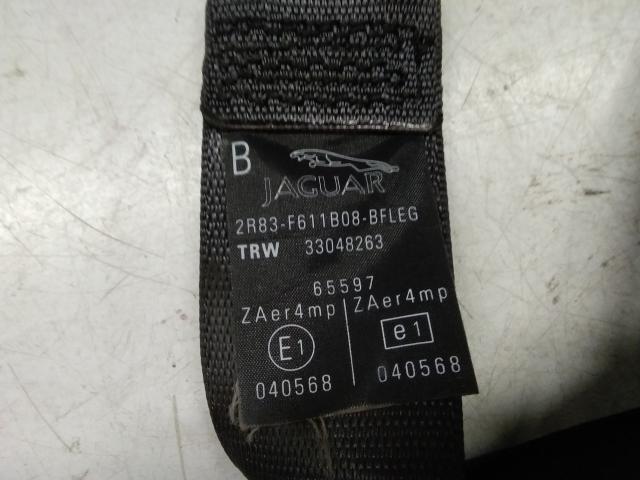 B
JAGUAR
2R83-F611B08-BFLEG
TRW 33048263
65597
ZAer4mp ZAer4mp
E1 e1
040568 040568